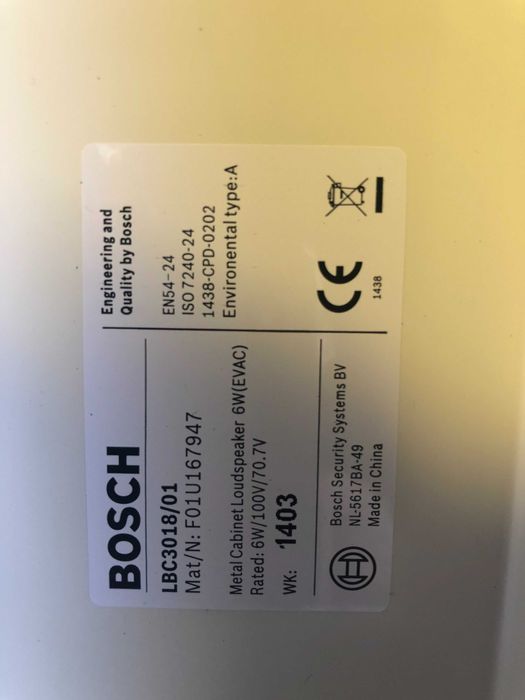 BOSCH
Engineering and
Quality by Bosch
LBC3018/01
Mat/N: F01U167947
EN54-24
ISO 7240-24
1438-CPD-0202
Environental type:A
Metal Cabinet Loudspeaker 6W(EVAC)
Rated: 6W/100V/70.7V
WK: 1403
Bosch Security Systems BV
NL-5617BA-49
Made in China
CE
1438